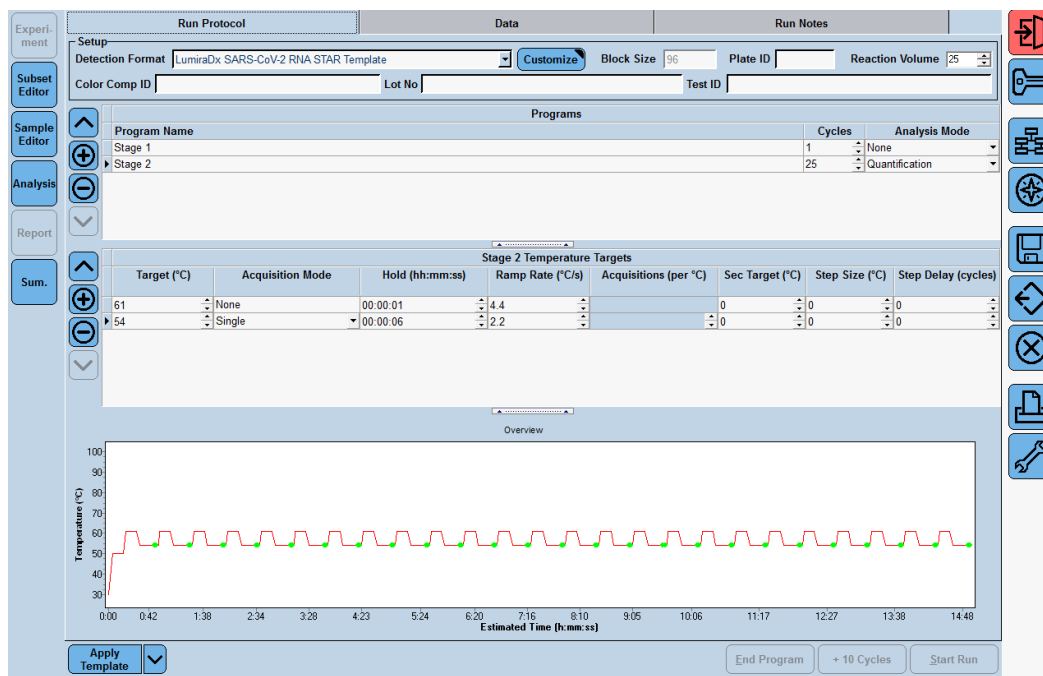 Experi-
ment
Subset
Editor
Sample
Editor
Analysis
Report
Sum.
Run Protocol Data Run Notes
Setup
Detection Format LumiraDx SARS-CoV-2 RNA STAR Template Customize Block Size 96 Plate ID Reaction Volume 25
Color Comp ID Lot No Test ID
Programs
Program Name Cycles Analysis Mode
Stage 1 1 None
Stage 2 25 Quantification
Stage 2 Temperature Targets
Target (°C) Acquisition Mode Hold (hh:mm:ss) Ramp Rate (°C/s) Acquisitions (per °C) Sec Target (°C) Step Size (°C) Step Delay (cycles)
61 None 00:00:01 4.4 0 0 0
54 Single 00:00:06 2.2 0 0 0
Overview
Temperature (°C)
100
90
80
70
60
50
40
30
0:00 0:42 1:38 2:34 3:28 4:23 5:24 6:20 7:16 8:10 9:05 10:06 11:17 12:27 13:38 14:48
Estimated Time (h:mm:ss)
Apply
Template
End Program + 10 Cycles Start Run